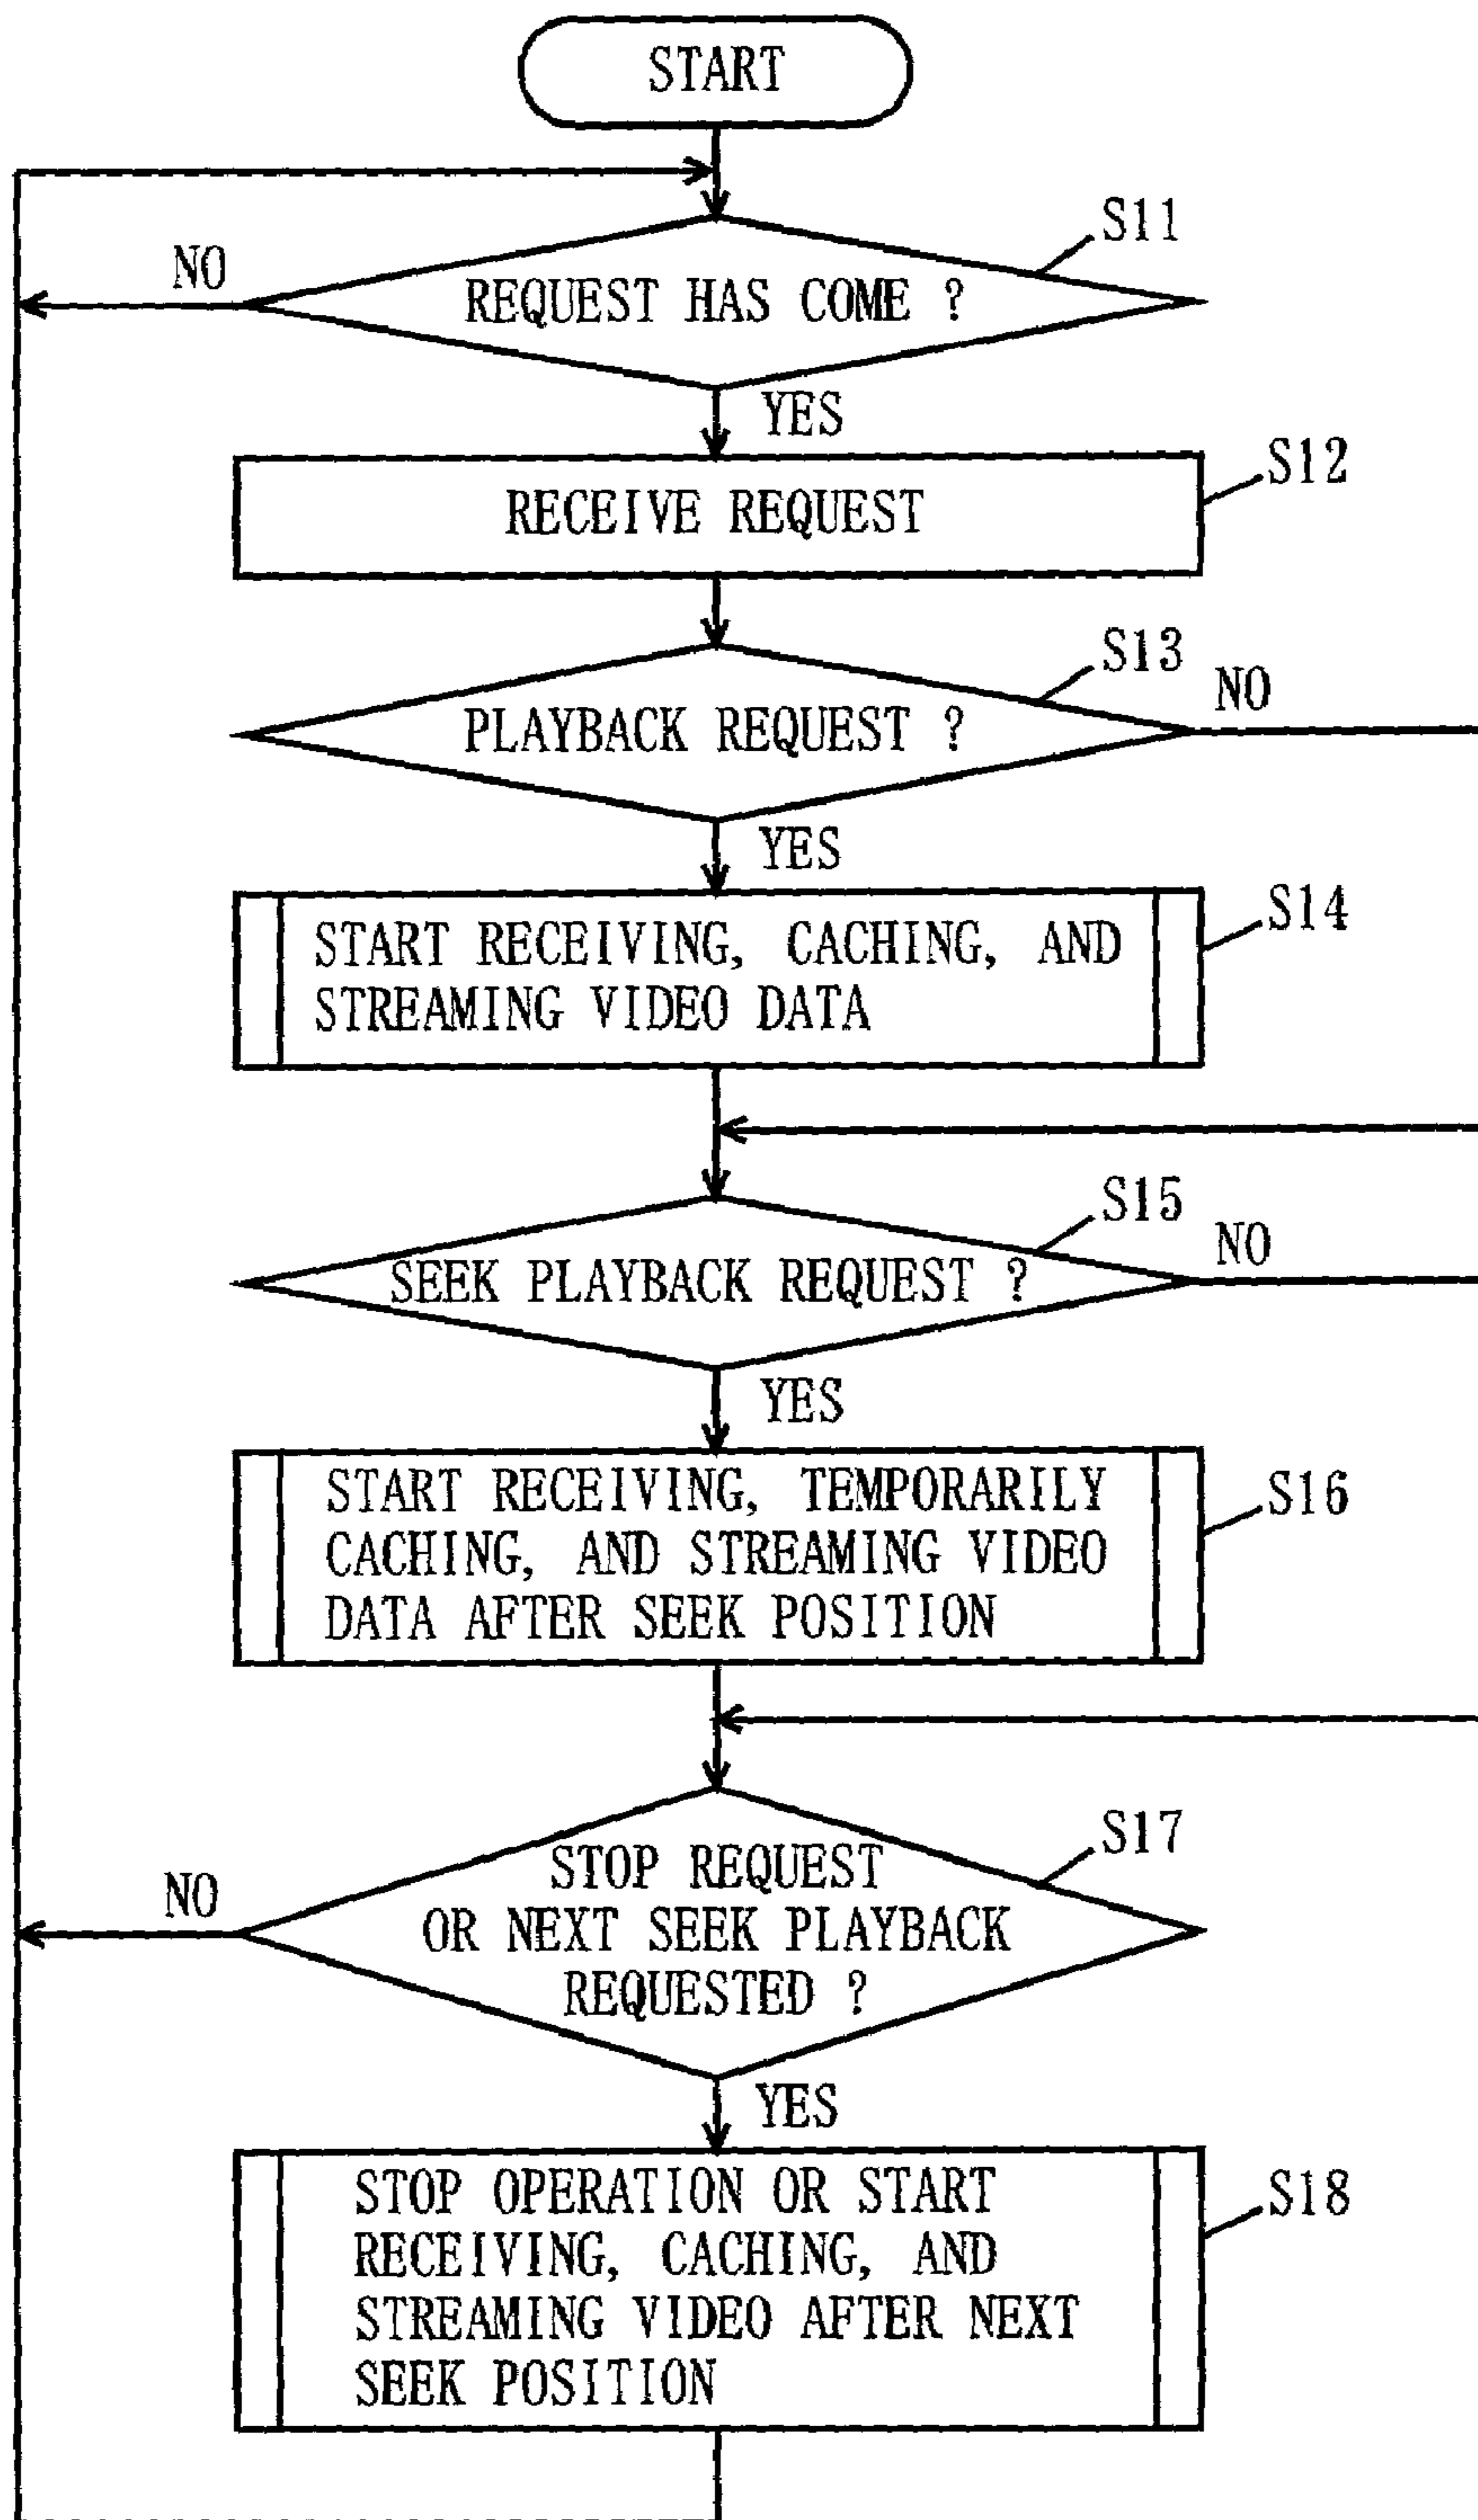 START
S11
NO
REQUEST HAS COME ?
YES
S12
RECEIVE REQUEST
S13
NO
PLAYBACK REQUEST ?
YES
S14
START RECEIVING, CACHING, AND
STREAMING VIDEO DATA
S15
NO
SEEK PLAYBACK REQUEST ?
YES
S16
START RECEIVING, TEMPORARILY
CACHING, AND STREAMING VIDEO
DATA AFTER SEEK POSITION
S17
NO
STOP REQUEST
OR NEXT SEEK PLAYBACK
REQUESTED ?
YES
S18
STOP OPERATION OR START
RECEIVING, CACHING, AND
STREAMING VIDEO AFTER NEXT
SEEK POSITION